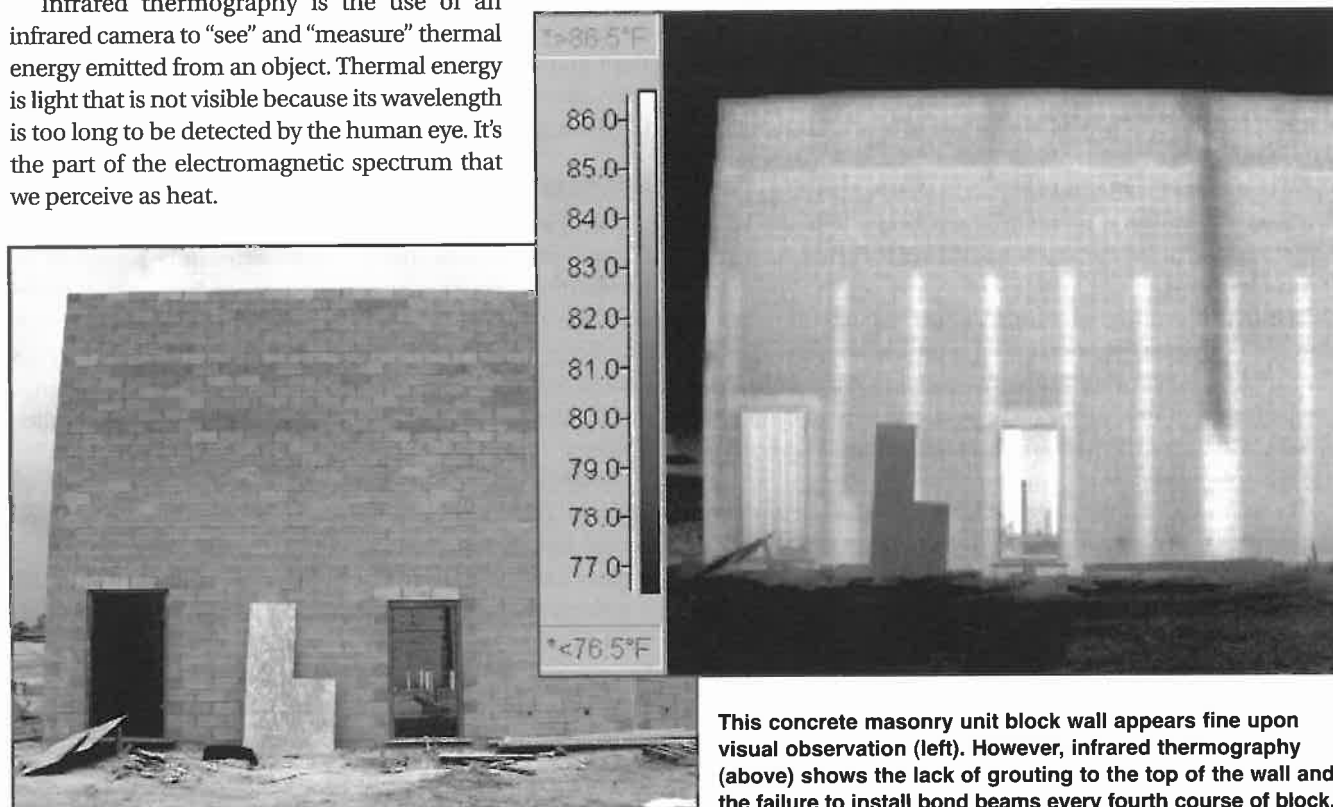 Infrared thermography is the use of an
infrared camera to “see” and “measure” thermal
energy emitted from an object. Thermal energy
is light that is not visible because its wavelength
is too long to be detected by the human eye. It's
the part of the electromagnetic spectrum that
we perceive as heat.
*>86.5°F
86.0
85.0
84.0
83.0
82.0
81.0
80.0
79.0
78.0
77.0
*<76.5°F
This concrete masonry unit block wall appears fine upon
visual observation (left). However, infrared thermography
(above) shows the lack of grouting to the top of the wall and
the failure to install bond beams every fourth course of block.